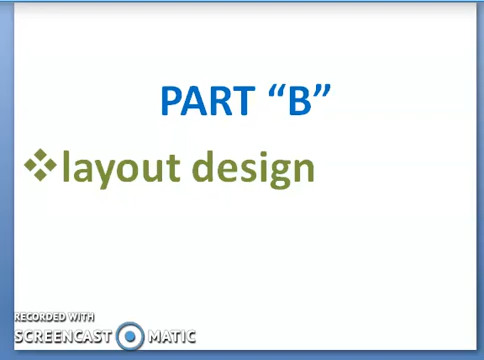 PART “B”
❖layout design
RECORDED WITH
SCREENCAST MATIC